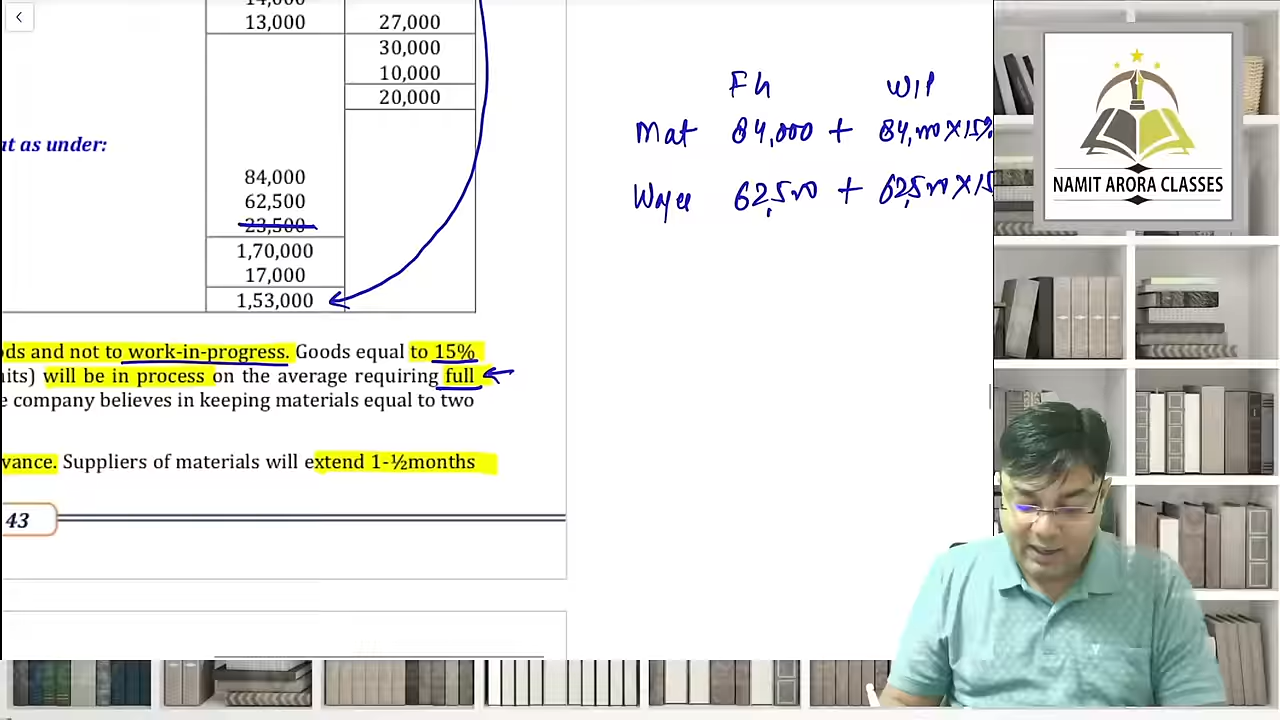 14,000
13,000 27,000
30,000
10,000
20,000
at as under:
84,000
62,500
23,500
1,70,000
17,000
1,53,000
ds and not to work-in-progress. Goods equal to 15%
its) will be in process on the average requiring full
e company believes in keeping materials equal to two
vance. Suppliers of materials will extend 1-½months
43
FG WIP
Mat 84,000 + 84,000×15%
Wages 62,500 + 62,500×15
NAMIT ARORA CLASSES